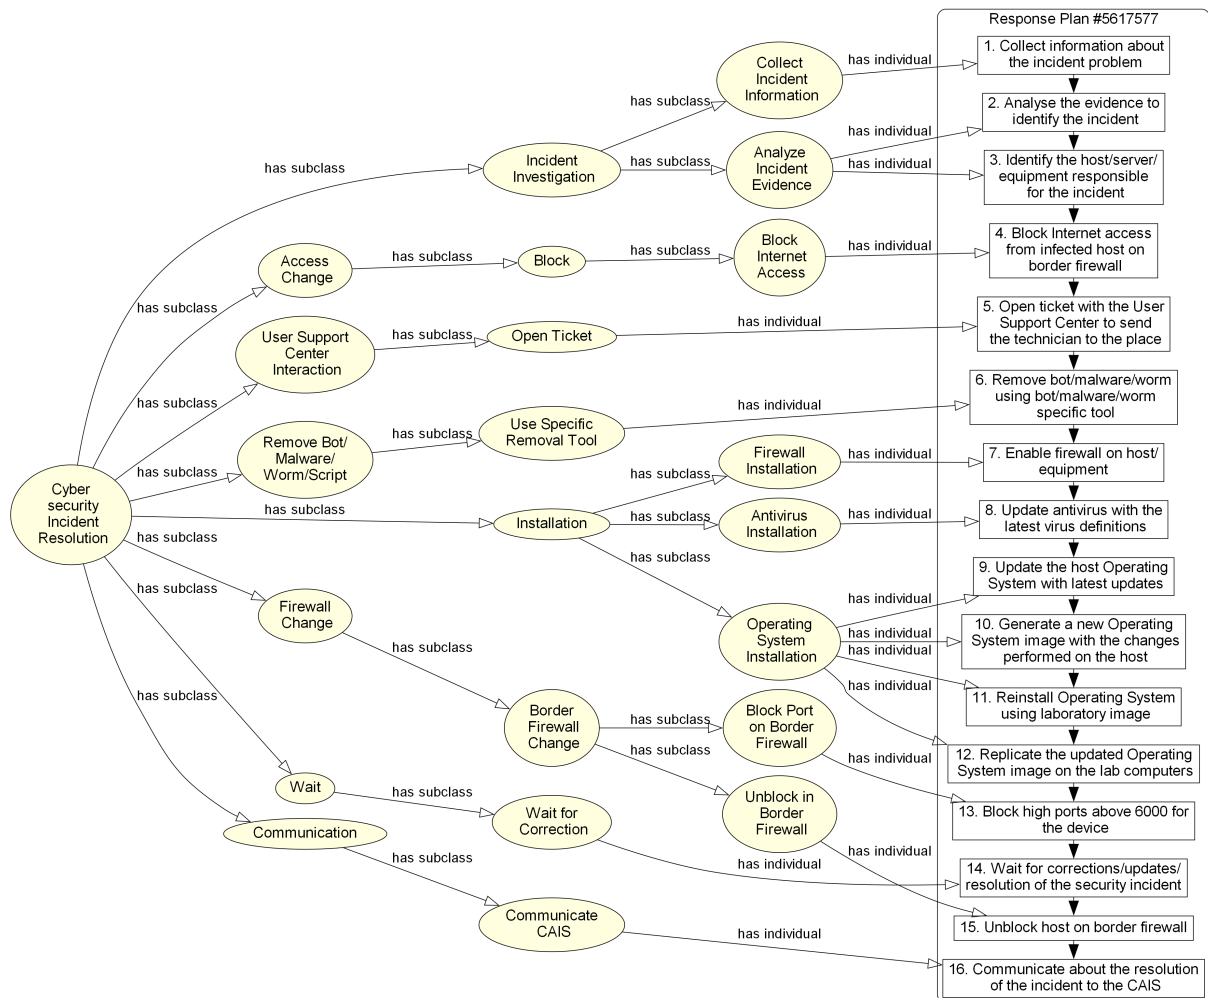 Response Plan #5617577
Collect
Incident
Information
has individual
1. Collect information about
the incident problem
has subclass
2. Analyse the evidence to
identify the incident
has individual
has subclass
Incident
Investigation
has subclass
Analyze
Incident
Evidence
has individual
3. Identify the host/server/
equipment responsible
for the incident
Access
Change
has subclass
Block
has subclass
Block
Internet
Access
has individual
4. Block Internet access
from infected host on
border firewall
has subclass
User Support
Center
Interaction
has subclass
Open Ticket
has individual
5. Open ticket with the User
Support Center to send
the technician to the place
has subclass
Remove Bot/
Malware/
Worm/Script
has subclass
Use Specific
Removal Tool
has individual
6. Remove bot/malware/worm
using bot/malware/worm
specific tool
has subclass
Firewall
Installation
has individual
7. Enable firewall on host/
equipment
has subclass
Cyber
security
Incident
Resolution
has subclass
Installation
has subclass
Antivirus
Installation
has individual
8. Update antivirus with the
latest virus definitions
has subclass
has subclass
9. Update the host Operating
System with latest updates
has individual
Firewall
Change
Operating
System
Installation
has individual
10. Generate a new Operating
System image with the changes
performed on the host
has subclass
has subclass
has individual
11. Reinstall Operating System
using laboratory image
has individual
has subclass
Border
Firewall
Change
has subclass
Block Port
on Border
Firewall
12. Replicate the updated Operating
System image on the lab computers
has subclass
has individual
Wait
has subclass
Unblock in
Border
Firewall
13. Block high ports above 6000 for
the device
Communication
Wait for
Correction
has individual
has individual
14. Wait for corrections/updates/
resolution of the security incident
has subclass
Communicate
CAIS
has individual
15. Unblock host on border firewall
16. Communicate about the resolution
of the incident to the CAIS